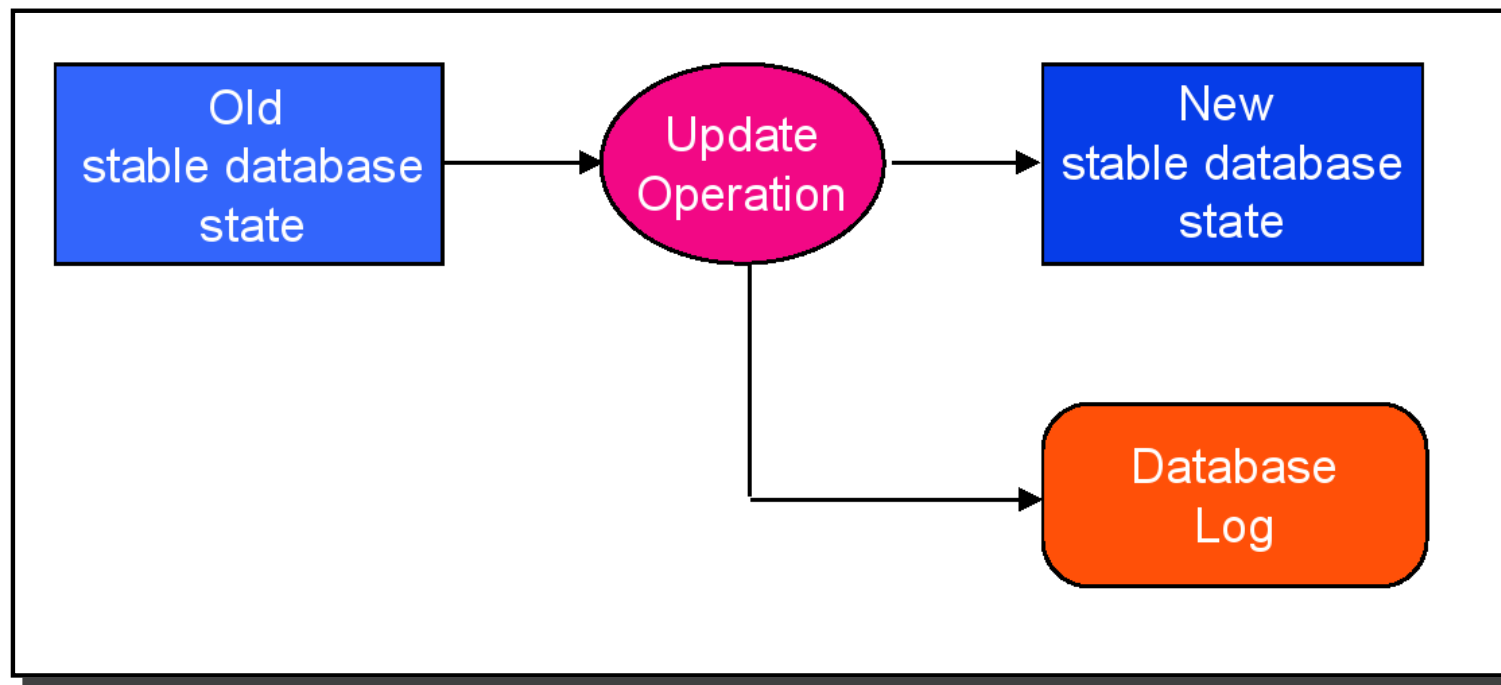 Old
stable database
state
Update
Operation
New
stable database
state
Database
Log